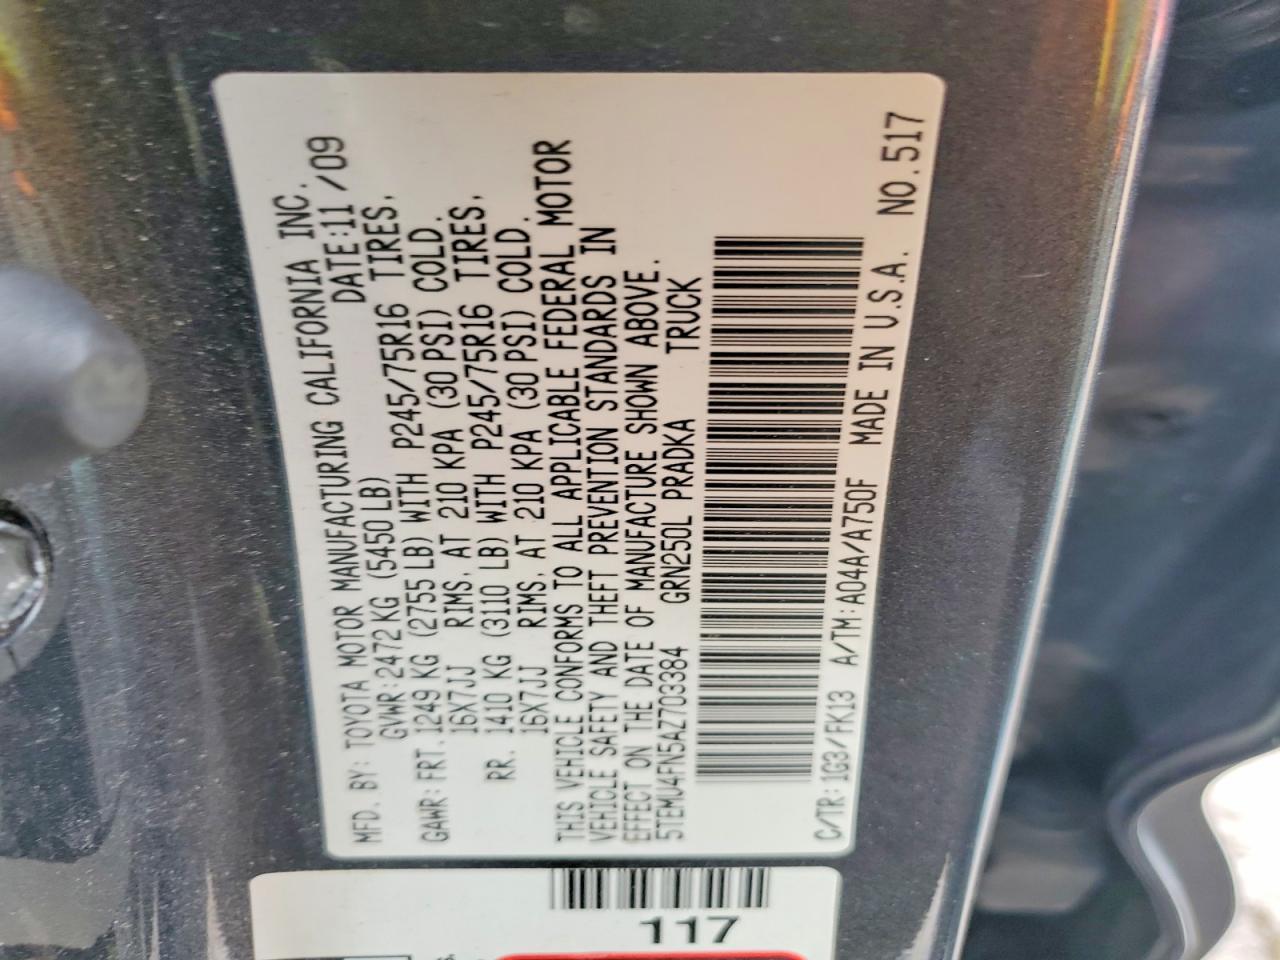 MFD. BY: TOYOTA MOTOR MANUFACTURING CALIFORNIA INC.
GVWR: 2472 KG (5450 LB) DATE: 11 /09
GAWR: FRT. 1249 KG (2755 LB) WITH P245/75R16 TIRES,
16X7JJ RIMS, AT 210 KPA (30 PSI) COLD.
RR. 1410 KG (3110 LB) WITH P245/75R16 TIRES,
16X7JJ RIMS, AT 210 KPA (30 PSI) COLD.
THIS VEHICLE CONFORMS TO ALL APPLICABLE FEDERAL MOTOR
VEHICLE SAFETY AND THEFT PREVENTION STANDARDS IN
EFFECT ON THE DATE OF MANUFACTURE SHOWN ABOVE.
5TEMU4FN5AZ703384 GRN250L PRADKA TRUCK
C/TR: 1G3/FK13 A/TM: A04A/A750F MADE IN U.S.A. NO. 517
117